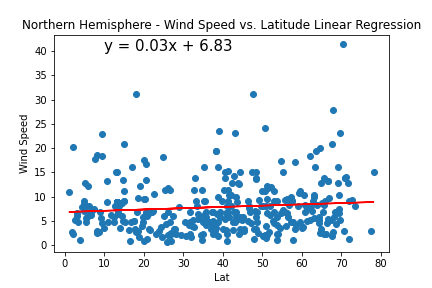 Northern Hemisphere - Wind Speed vs. Latitude Linear Regression
y = 0.03x + 6.83
40
35
30
25
20
15
10
5
0
Wind Speed
0 10 20 30 40 50 60 70 80
Lat